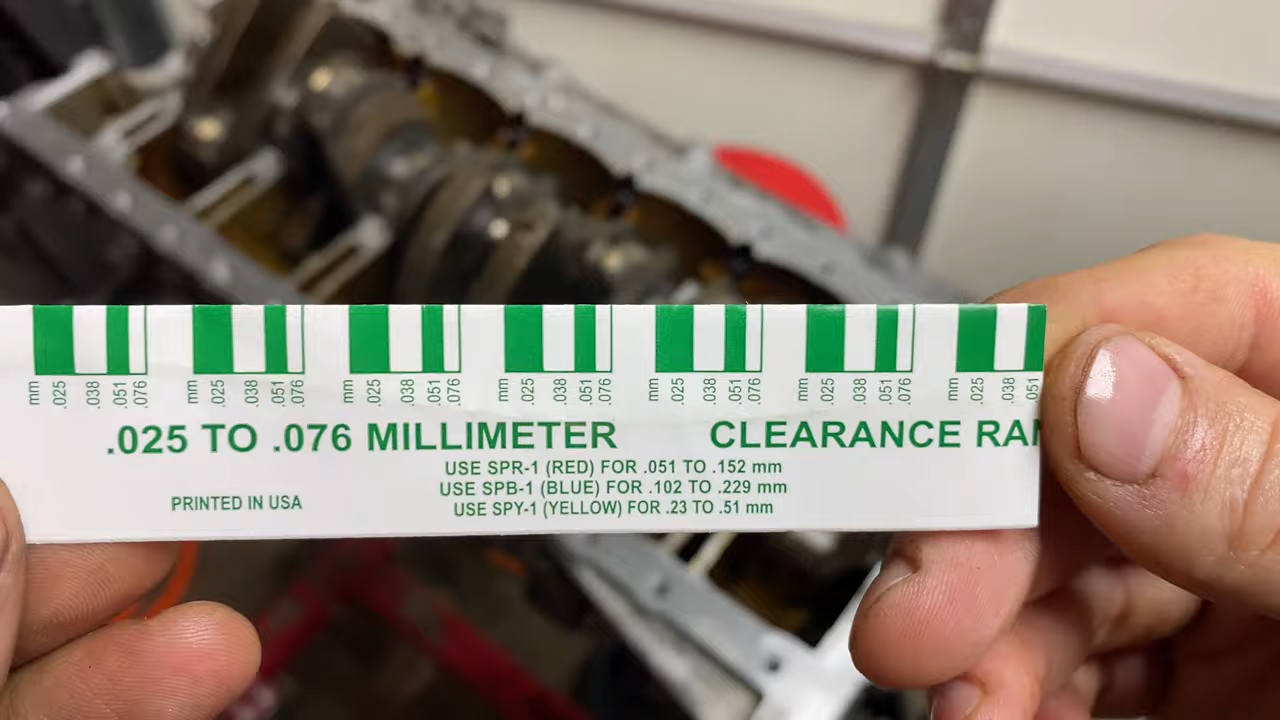 mm .025 .038 .051 .076 mm .025 .038 .051 .076 mm .025 .038 .051 .076 mm .025 .038 .051 .076 mm .025 .038 .051 .076 mm .025 .038 .051 .076 mm .025 .038 .051
.025 TO .076 MILLIMETER CLEARANCE RAN
USE SPR-1 (RED) FOR .051 TO .152 mm
USE SPB-1 (BLUE) FOR .102 TO .229 mm
PRINTED IN USA
USE SPY-1 (YELLOW) FOR .23 TO .51 mm